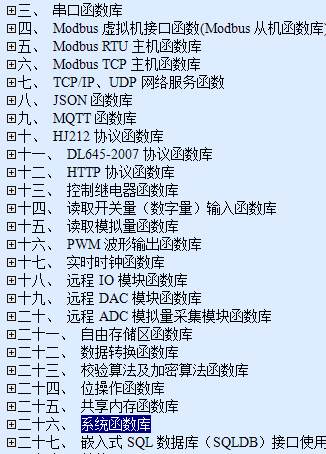 三、 串口函数库
四、 Modbus 虚拟机接口函数(Modbus 从机函数库)
五、 Modbus RTU 主机函数库
六、 Modbus TCP 主机函数库
七、 TCP/IP、UDP 网络服务函数
八、 JSON 函数库
九、 MQTT 函数库
十、 HJ212 协议函数库
十一、 DL645-2007 协议函数库
十二、 HTTP 协议函数库
十三、 控制继电器函数库
十四、 读取开关量（数字量）输入函数库
十五、 读取模拟量函数库
十六、 PWM 波形输出函数库
十七、 实时时钟函数库
十八、 远程 IO 模块函数库
十九、 远程 DAC 模块函数库
二十、 远程 ADC 模拟量采集模块函数库
二十一、 自由存储区函数库
二十二、 数据转换函数库
二十三、 校验算法及加密算法函数库
二十四、 位操作函数库
二十五、 共享内存函数库
二十六、 系统函数库
二十七、 嵌入式 SQL 数据库（SQLDB）接口使用